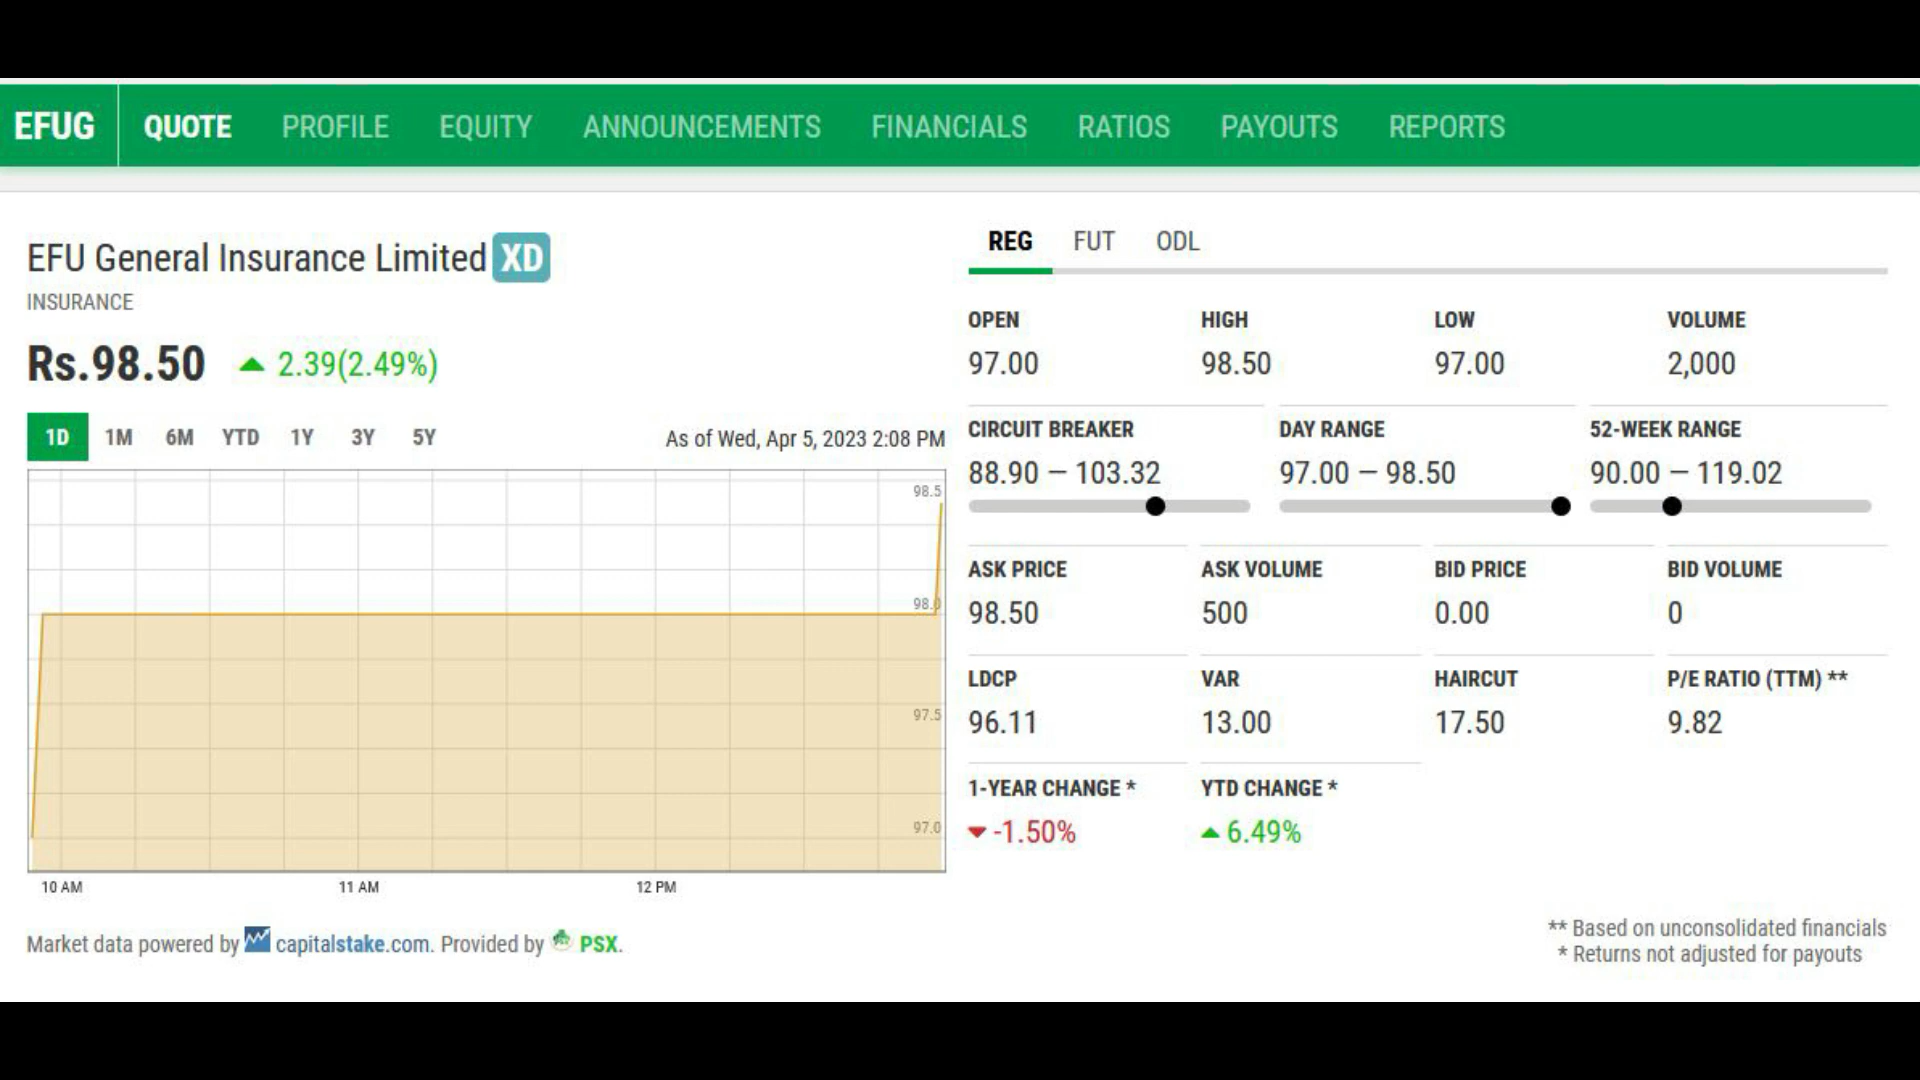 EFUG QUOTE PROFILE EQUITY ANNOUNCEMENTS FINANCIALS RATIOS PAYOUTS REPORTS
EFU General Insurance Limited XD
INSURANCE
Rs.98.50 2.39(2.49%)
1D 1M 6M YTD 1Y 3Y 5Y
As of Wed, Apr 5, 2023 2:08 PM
98.5
98.0
97.5
97.0
10 AM 11 AM 12 PM
Market data powered by capitalstake.com. Provided by PSX.
REG FUT ODL
OPEN HIGH LOW VOLUME
97.00 98.50 97.00 2,000
CIRCUIT BREAKER DAY RANGE 52-WEEK RANGE
88.90 — 103.32 97.00 — 98.50 90.00 — 119.02
ASK PRICE ASK VOLUME BID PRICE BID VOLUME
98.50 500 0.00 0
LDCP VAR HAIRCUT P/E RATIO (TTM) **
96.11 13.00 17.50 9.82
1-YEAR CHANGE * YTD CHANGE *
-1.50% 6.49%
** Based on unconsolidated financials
* Returns not adjusted for payouts